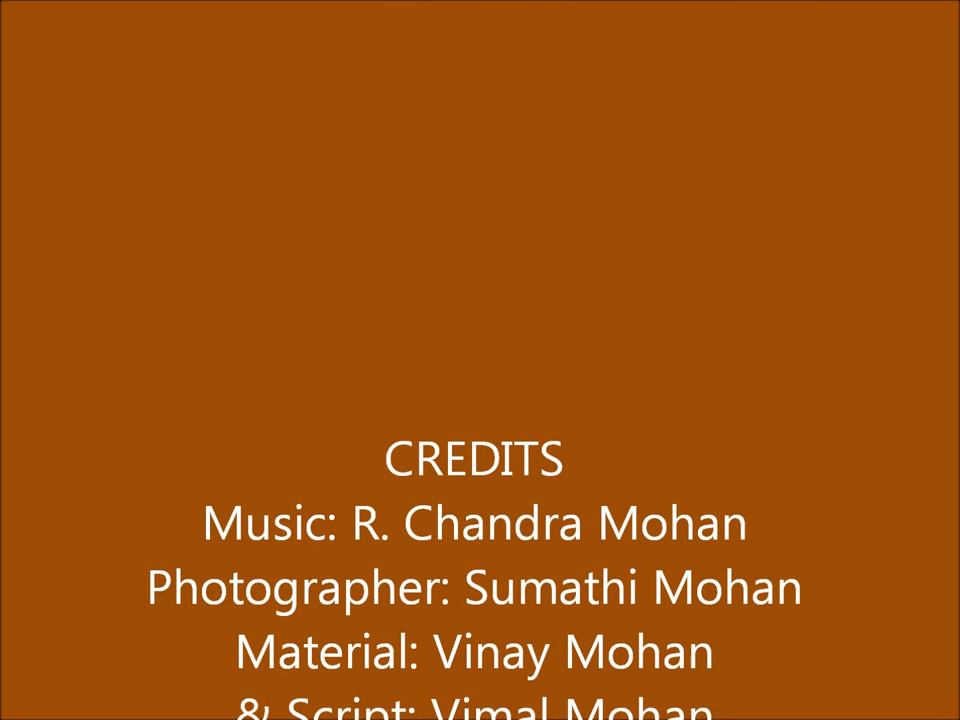 CREDITS
Music: R. Chandra Mohan
Photographer: Sumathi Mohan
Material: Vinay Mohan
& Script: Vimal Mohan